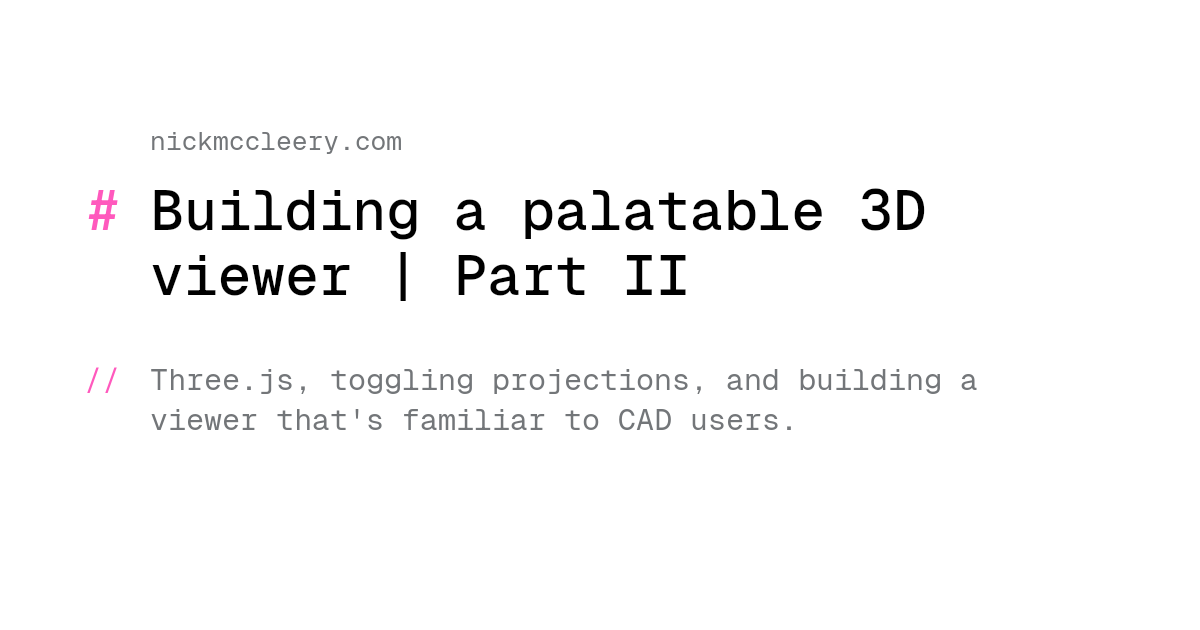 nickmccleery.com
# Building a palatable 3D
viewer | Part II
// Three.js, toggling projections, and building a
viewer that's familiar to CAD users.